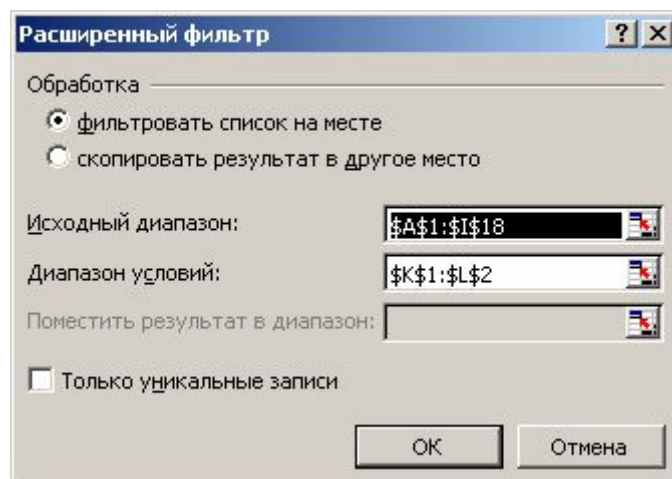 Расширенный фильтр
Обработка
фильтровать список на месте
скопировать результат в другое место
Исходный диапазон: $A$1:$I$18
Диапазон условий: $K$1:$L$2
Поместить результат в диапазон:
Только уникальные записи
ОК Отмена